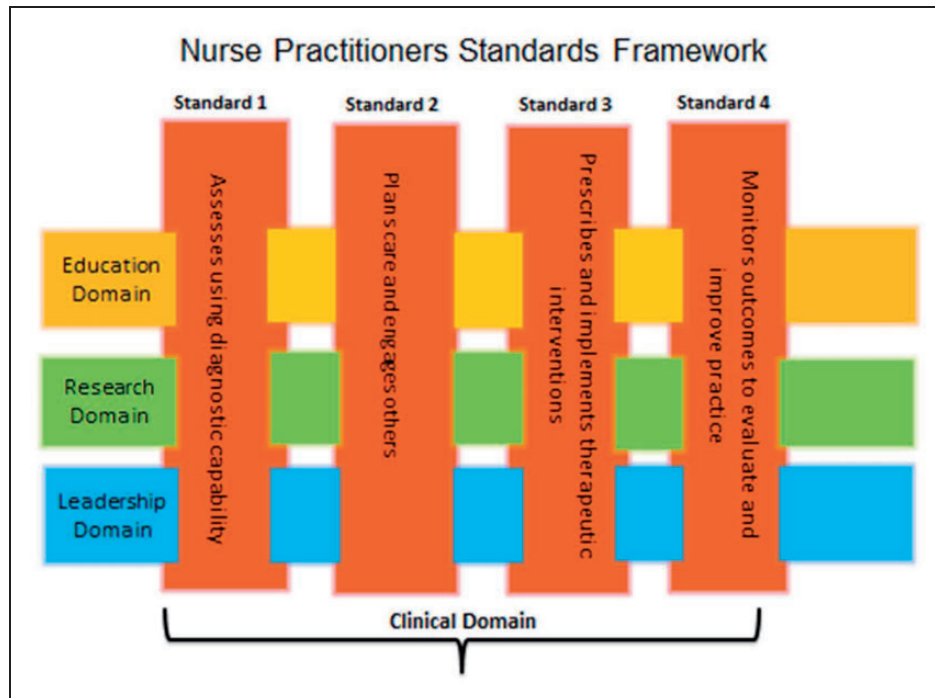 Nurse Practitioners Standards Framework
Standard 1
Standard 2
Standard 3
Standard 4
Assesses using diagnostic capability
Plans care and engages others
Prescribes and implements therapeutic
interventions
Monitors outcomes to evaluate and
improve practice
Education
Domain
Research
Domain
Leadership
Domain
Clinical Domain